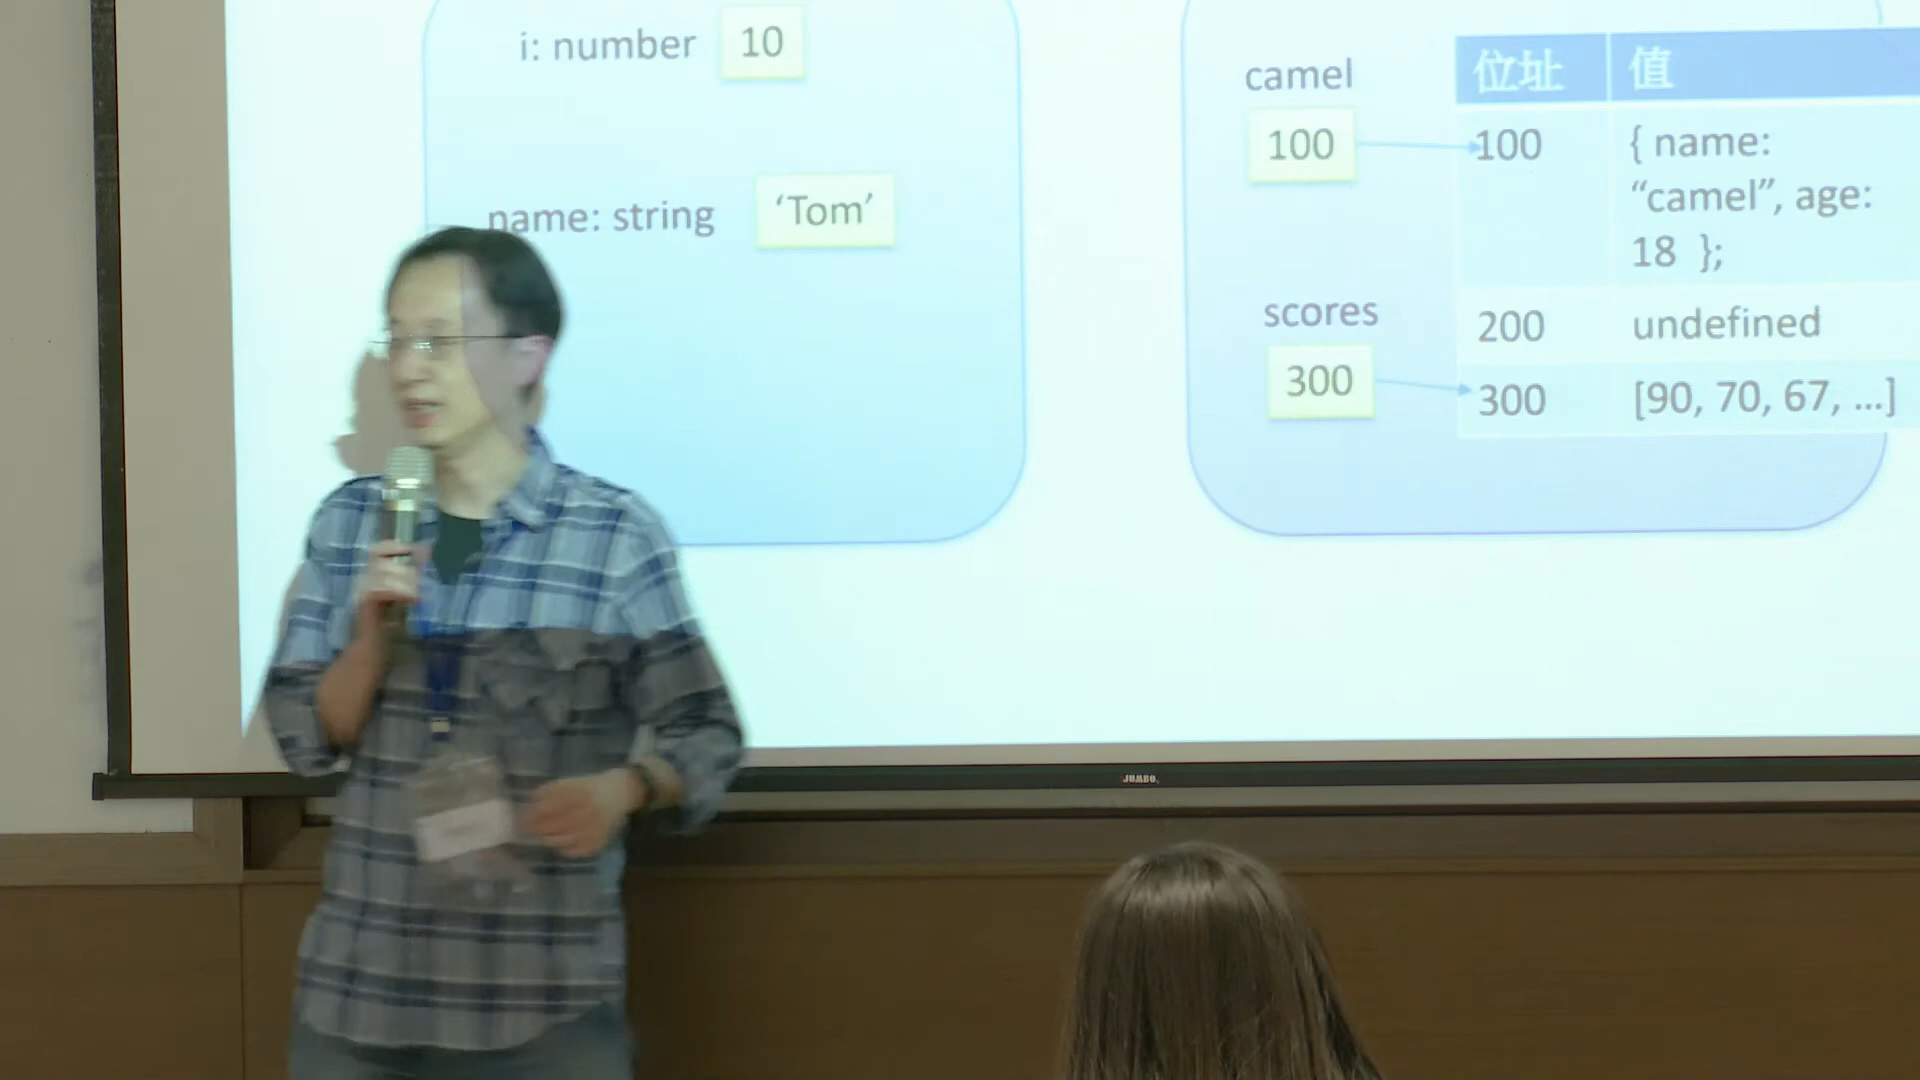 i: number 10
name: string ‘Tom’
camel
100
scores
300
位址 值
100 { name:
“camel”, age:
18 };
200 undefined
300 [90, 70, 67, ...]
JUMBO